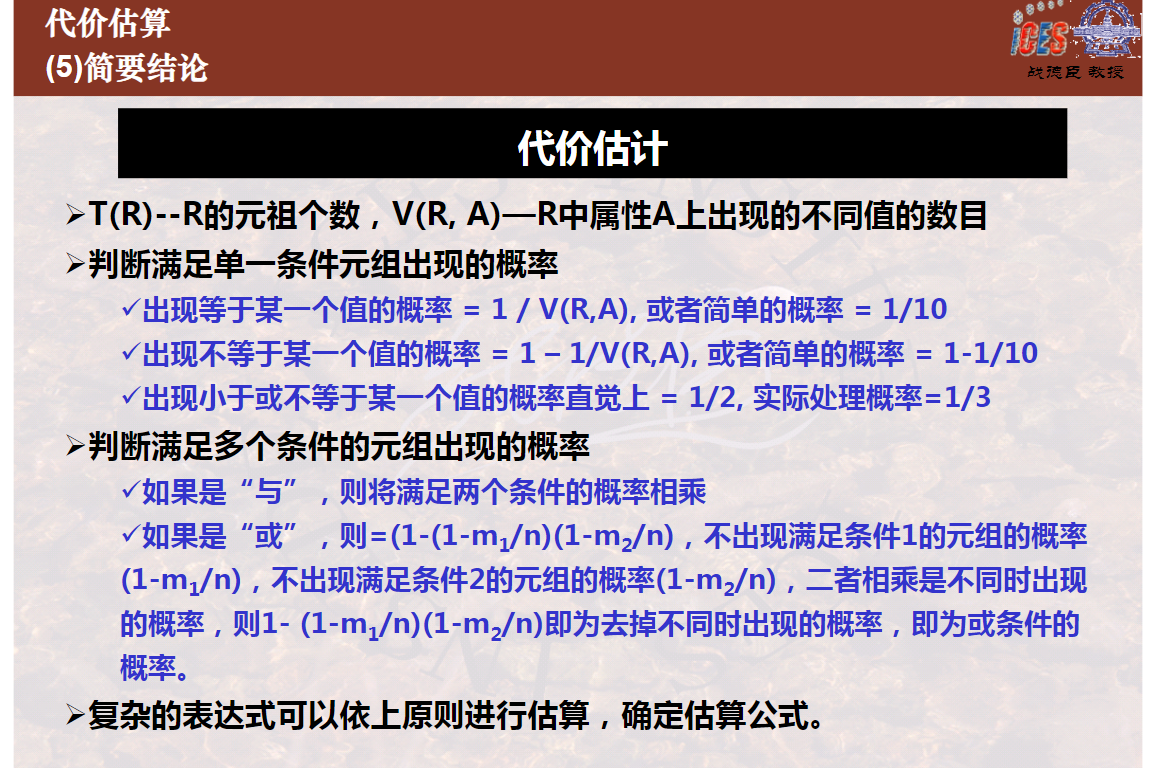 代价估算
(5)简要结论
iCES
战德臣 教授
代价估计
➢T(R)--R的元祖个数，V(R, A)—R中属性A上出现的不同值的数目
➢判断满足单一条件元组出现的概率
✓出现等于某一个值的概率 = 1 / V(R,A), 或者简单的概率 = 1/10
✓出现不等于某一个值的概率 = 1 – 1/V(R,A), 或者简单的概率 = 1-1/10
✓出现小于或不等于某一个值的概率直觉上 = 1/2, 实际处理概率=1/3
➢判断满足多个条件的元组出现的概率
✓如果是“与”，则将满足两个条件的概率相乘
✓如果是“或”，则=(1-(1-m₁/n)(1-m₂/n)，不出现满足条件1的元组的概率
(1-m₁/n)，不出现满足条件2的元组的概率(1-m₂/n)，二者相乘是不同时出现
的概率，则1- (1-m₁/n)(1-m₂/n)即为去掉不同时出现的概率，即为或条件的
概率。
➢复杂的表达式可以依上原则进行估算，确定估算公式。